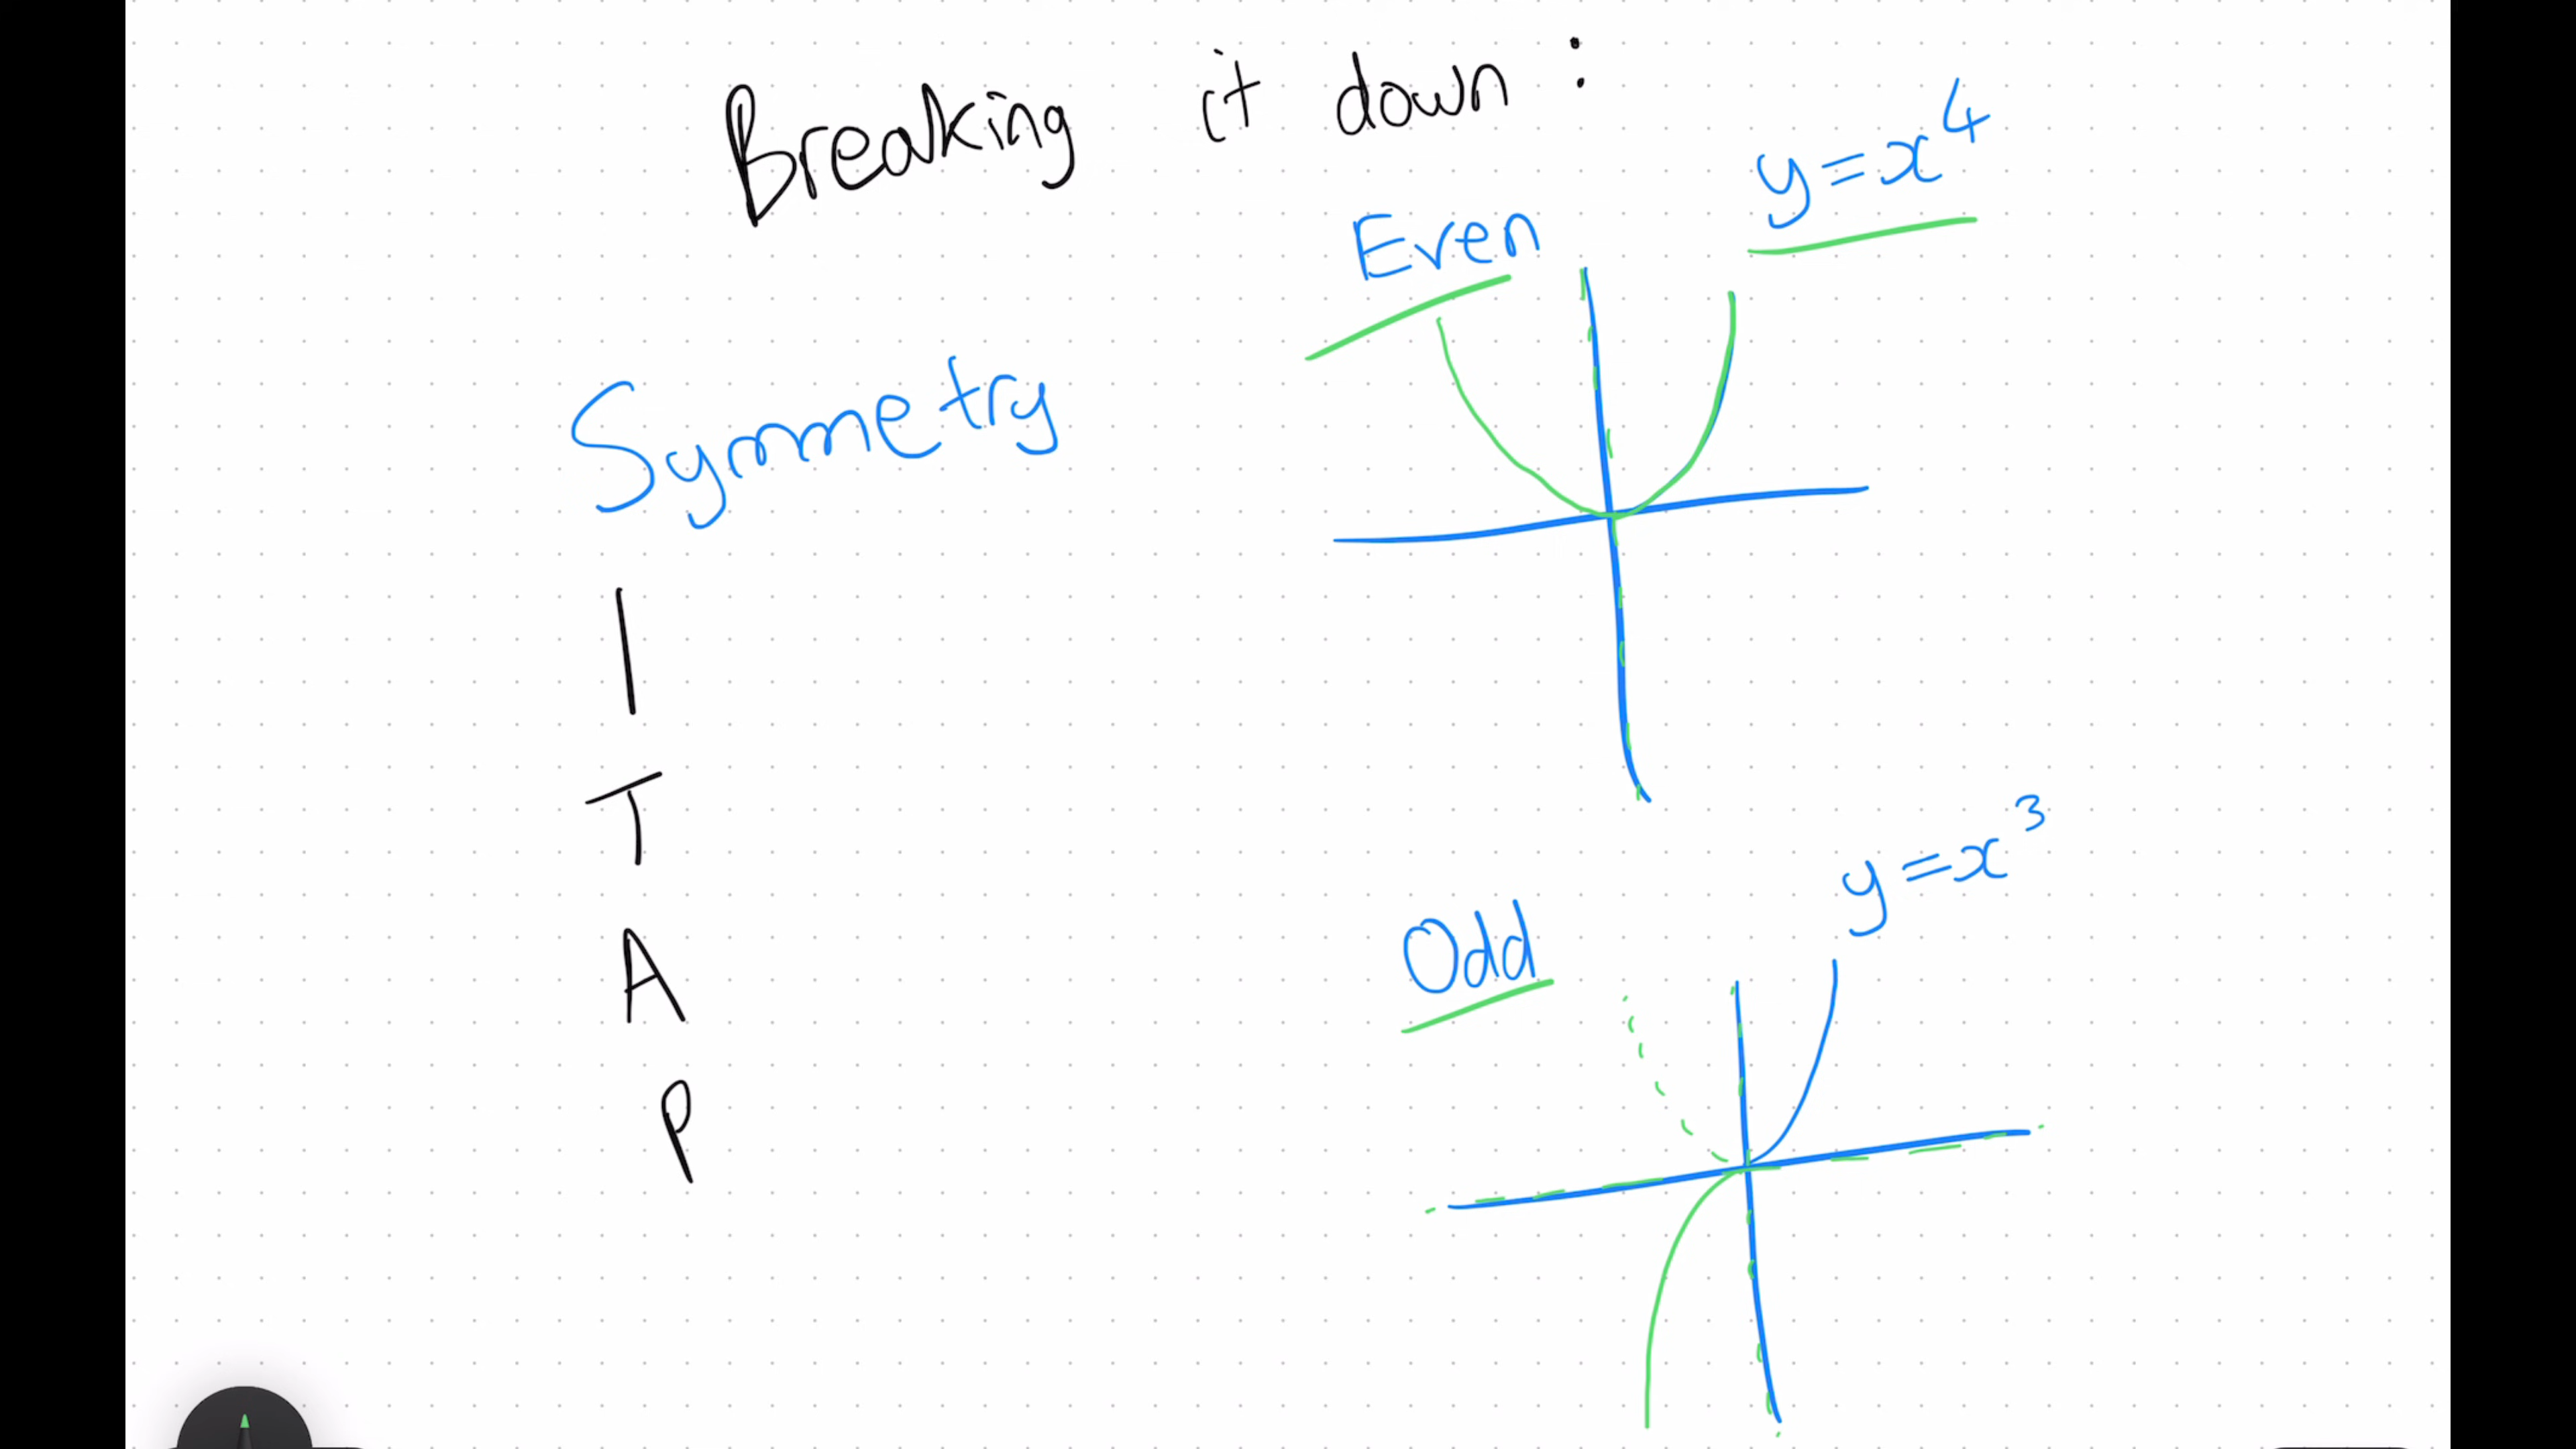 Breaking it down :
Even
y=x⁴
Symmetry
I
T
A
P
Odd
y=x³